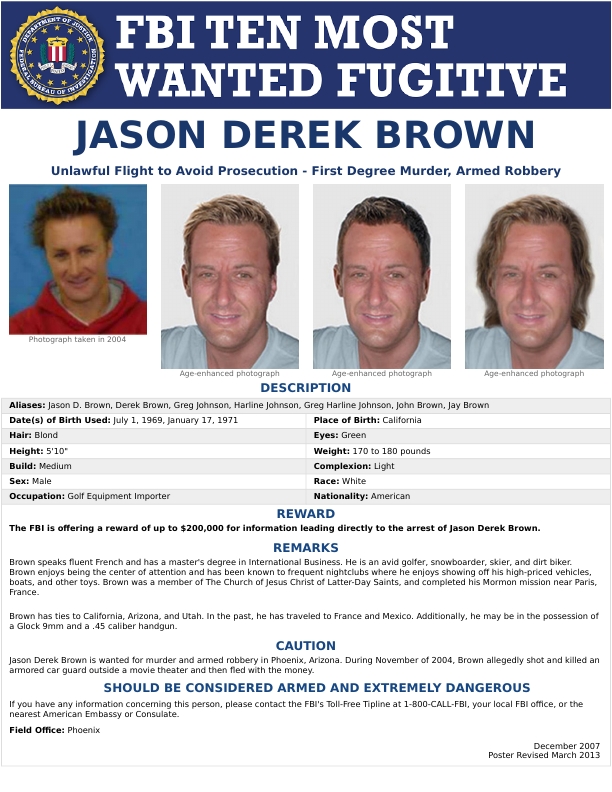 FBI TEN MOST
WANTED FUGITIVE
DEPARTMENT OF JUSTICE
FEDERAL BUREAU OF INVESTIGATION
JASON DEREK BROWN
Unlawful Flight to Avoid Prosecution - First Degree Murder, Armed Robbery
Photograph taken in 2004
Age-enhanced photograph
Age-enhanced photograph
Age-enhanced photograph
DESCRIPTION
Aliases: Jason D. Brown, Derek Brown, Greg Johnson, Harline Johnson, Greg Harline Johnson, John Brown, Jay Brown
Date(s) of Birth Used: July 1, 1969, January 17, 1971
Place of Birth: California
Hair: Blond
Eyes: Green
Height: 5'10"
Weight: 170 to 180 pounds
Build: Medium
Complexion: Light
Sex: Male
Race: White
Occupation: Golf Equipment Importer
Nationality: American
REWARD
The FBI is offering a reward of up to $200,000 for information leading directly to the arrest of Jason Derek Brown.
REMARKS
Brown speaks fluent French and has a master's degree in International Business. He is an avid golfer, snowboarder, skier, and dirt biker.
Brown enjoys being the center of attention and has been known to frequent nightclubs where he enjoys showing off his high-priced vehicles,
boats, and other toys. Brown was a member of The Church of Jesus Christ of Latter-Day Saints, and completed his Mormon mission near Paris,
France.
Brown has ties to California, Arizona, and Utah. In the past, he has traveled to France and Mexico. Additionally, he may be in the possession of
a Glock 9mm and a .45 caliber handgun.
CAUTION
Jason Derek Brown is wanted for murder and armed robbery in Phoenix, Arizona. During November of 2004, Brown allegedly shot and killed an
armored car guard outside a movie theater and then fled with the money.
SHOULD BE CONSIDERED ARMED AND EXTREMELY DANGEROUS
If you have any information concerning this person, please contact the FBI's Toll-Free Tipline at 1-800-CALL-FBI, your local FBI office, or the
nearest American Embassy or Consulate.
Field Office: Phoenix
December 2007
Poster Revised March 2013